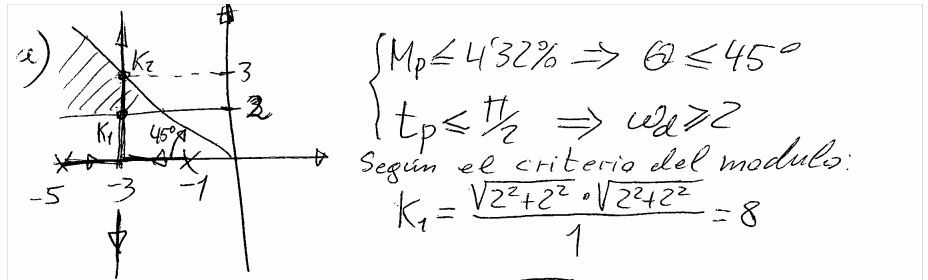 a)
K2
3
2
K1
45°
-5 -3 -1
{ Mp ≤ 4'32% ⇒ θ ≤ 45°
tp ≤ π/2 ⇒ ωd ≥ 2
Según el criterio del modulo:
K1 = √(2²+2²) · √(2²+2²) / 1 = 8